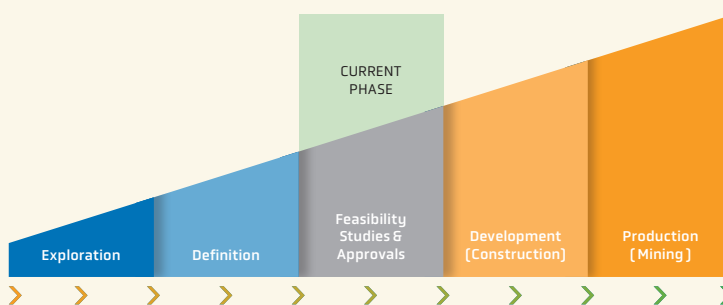 CURRENT
PHASE
Exploration
Definition
Feasibility
Studies &
Approvals
Development
(Construction)
Production
(Mining)